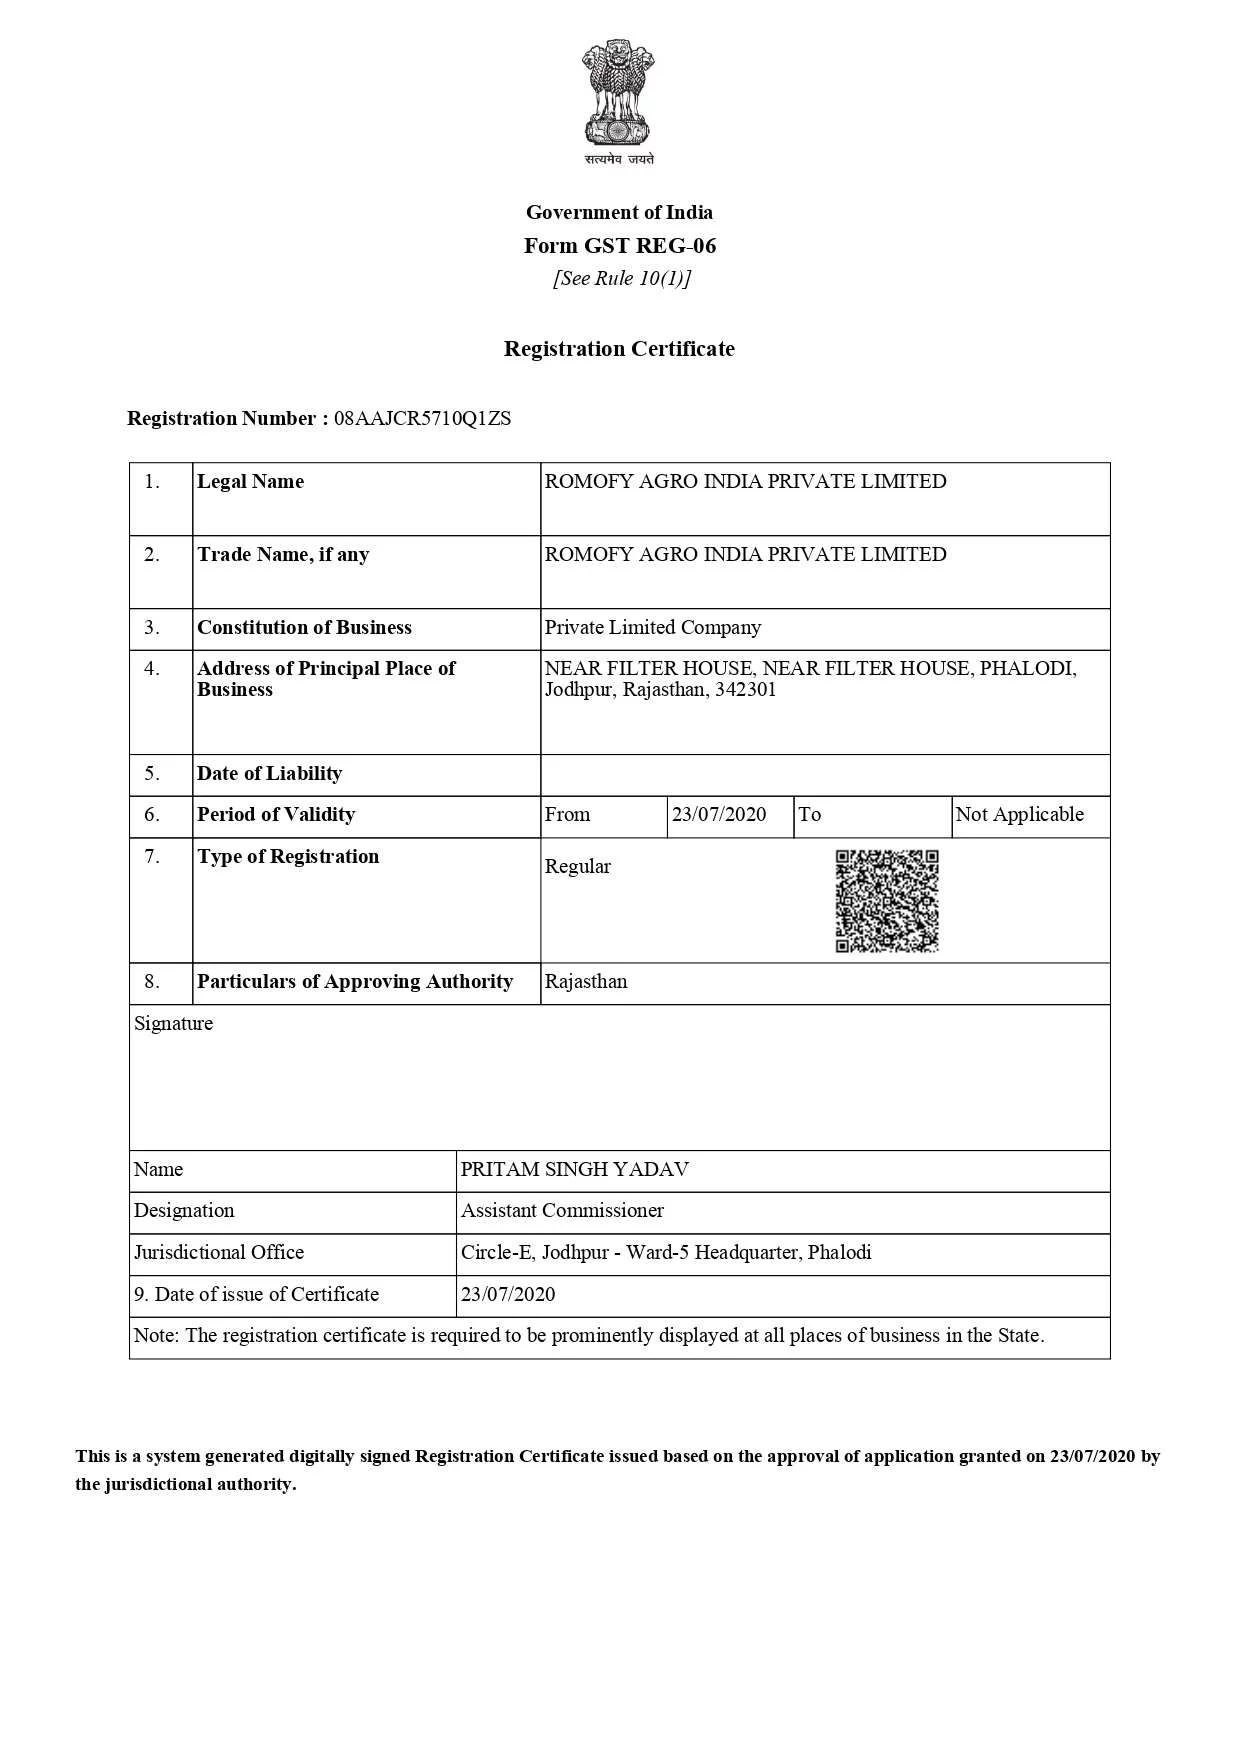 सत्यमेव जयते
Government of India
Form GST REG-06
[See Rule 10(1)]
Registration Certificate
Registration Number : 08AAJCR5710Q1ZS
1. Legal Name ROMOFY AGRO INDIA PRIVATE LIMITED
2. Trade Name, if any ROMOFY AGRO INDIA PRIVATE LIMITED
3. Constitution of Business Private Limited Company
4. Address of Principal Place of Business NEAR FILTER HOUSE, NEAR FILTER HOUSE, PHALODI,
Jodhpur, Rajasthan, 342301
5. Date of Liability
6. Period of Validity From 23/07/2020 To Not Applicable
7. Type of Registration Regular
8. Particulars of Approving Authority Rajasthan
Signature
Name PRITAM SINGH YADAV
Designation Assistant Commissioner
Jurisdictional Office Circle-E, Jodhpur - Ward-5 Headquarter, Phalodi
9. Date of issue of Certificate 23/07/2020
Note: The registration certificate is required to be prominently displayed at all places of business in the State.
This is a system generated digitally signed Registration Certificate issued based on the approval of application granted on 23/07/2020 by
the jurisdictional authority.